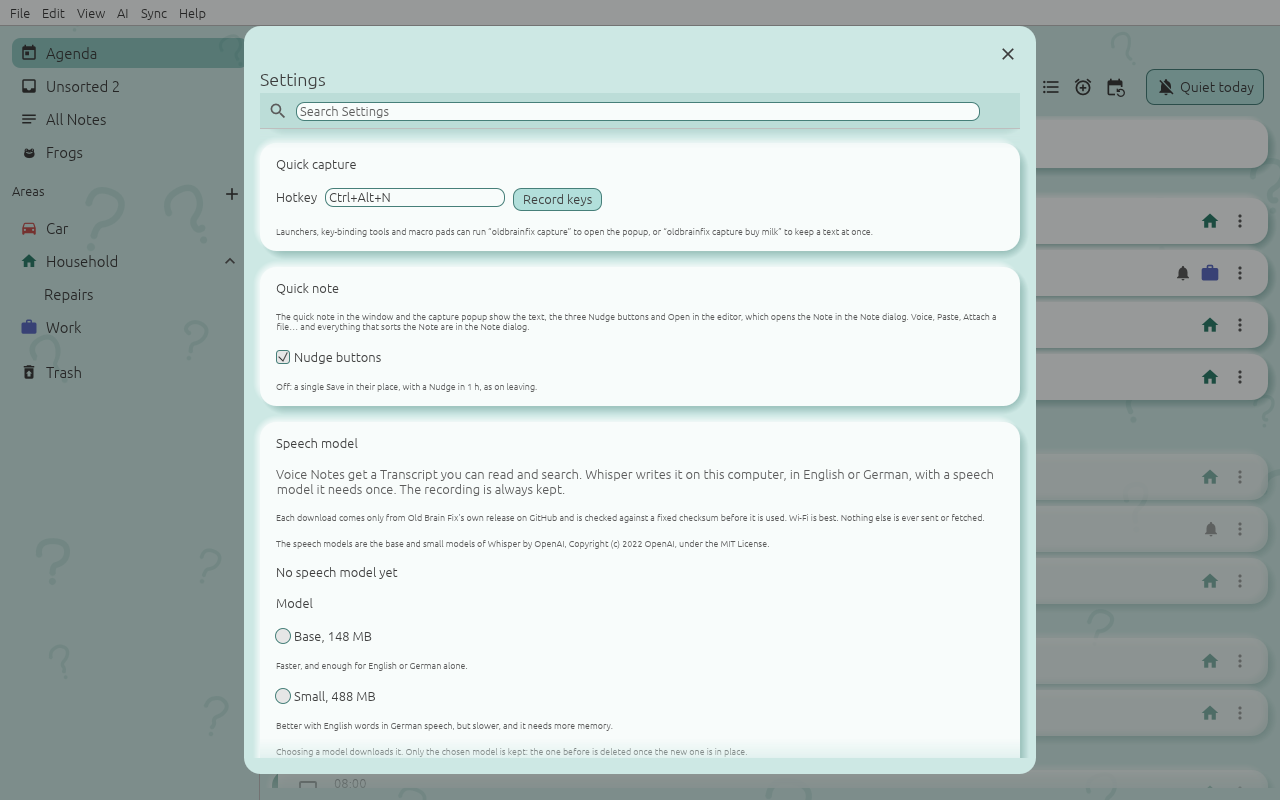 File Edit View AI Sync Help
Agenda
Unsorted 2
All Notes
Frogs
Areas
Car
Household
Repairs
Work
Trash
Quiet today
Settings
Search Settings
Quick capture
Hotkey Ctrl+Alt+N Record keys
Launchers, key-binding tools and macro pads can run "oldbrainfix capture" to open the popup, or "oldbrainfix capture buy milk" to keep a text at once.
Quick note
The quick note in the window and the capture popup show the text, the three Nudge buttons and Open in the editor, which opens the Note in the Note dialog. Voice, Paste, Attach a
file… and everything that sorts the Note are in the Note dialog.
Nudge buttons
Off: a single Save in their place, with a Nudge in 1 h, as on leaving.
Speech model
Voice Notes get a Transcript you can read and search. Whisper writes it on this computer, in English or German, with a speech
model it needs once. The recording is always kept.
Each download comes only from Old Brain Fix's own release on GitHub and is checked against a fixed checksum before it is used. Wi-Fi is best. Nothing else is ever sent or fetched.
The speech models are the base and small models of Whisper by OpenAI, Copyright (c) 2022 OpenAI, under the MIT License.
No speech model yet
Model
Base, 148 MB
Faster, and enough for English or German alone.
Small, 488 MB
Better with English words in German speech, but slower, and it needs more memory.
Choosing a model downloads it. Only the chosen model is kept: the one before is deleted once the new one is in place.
08:00